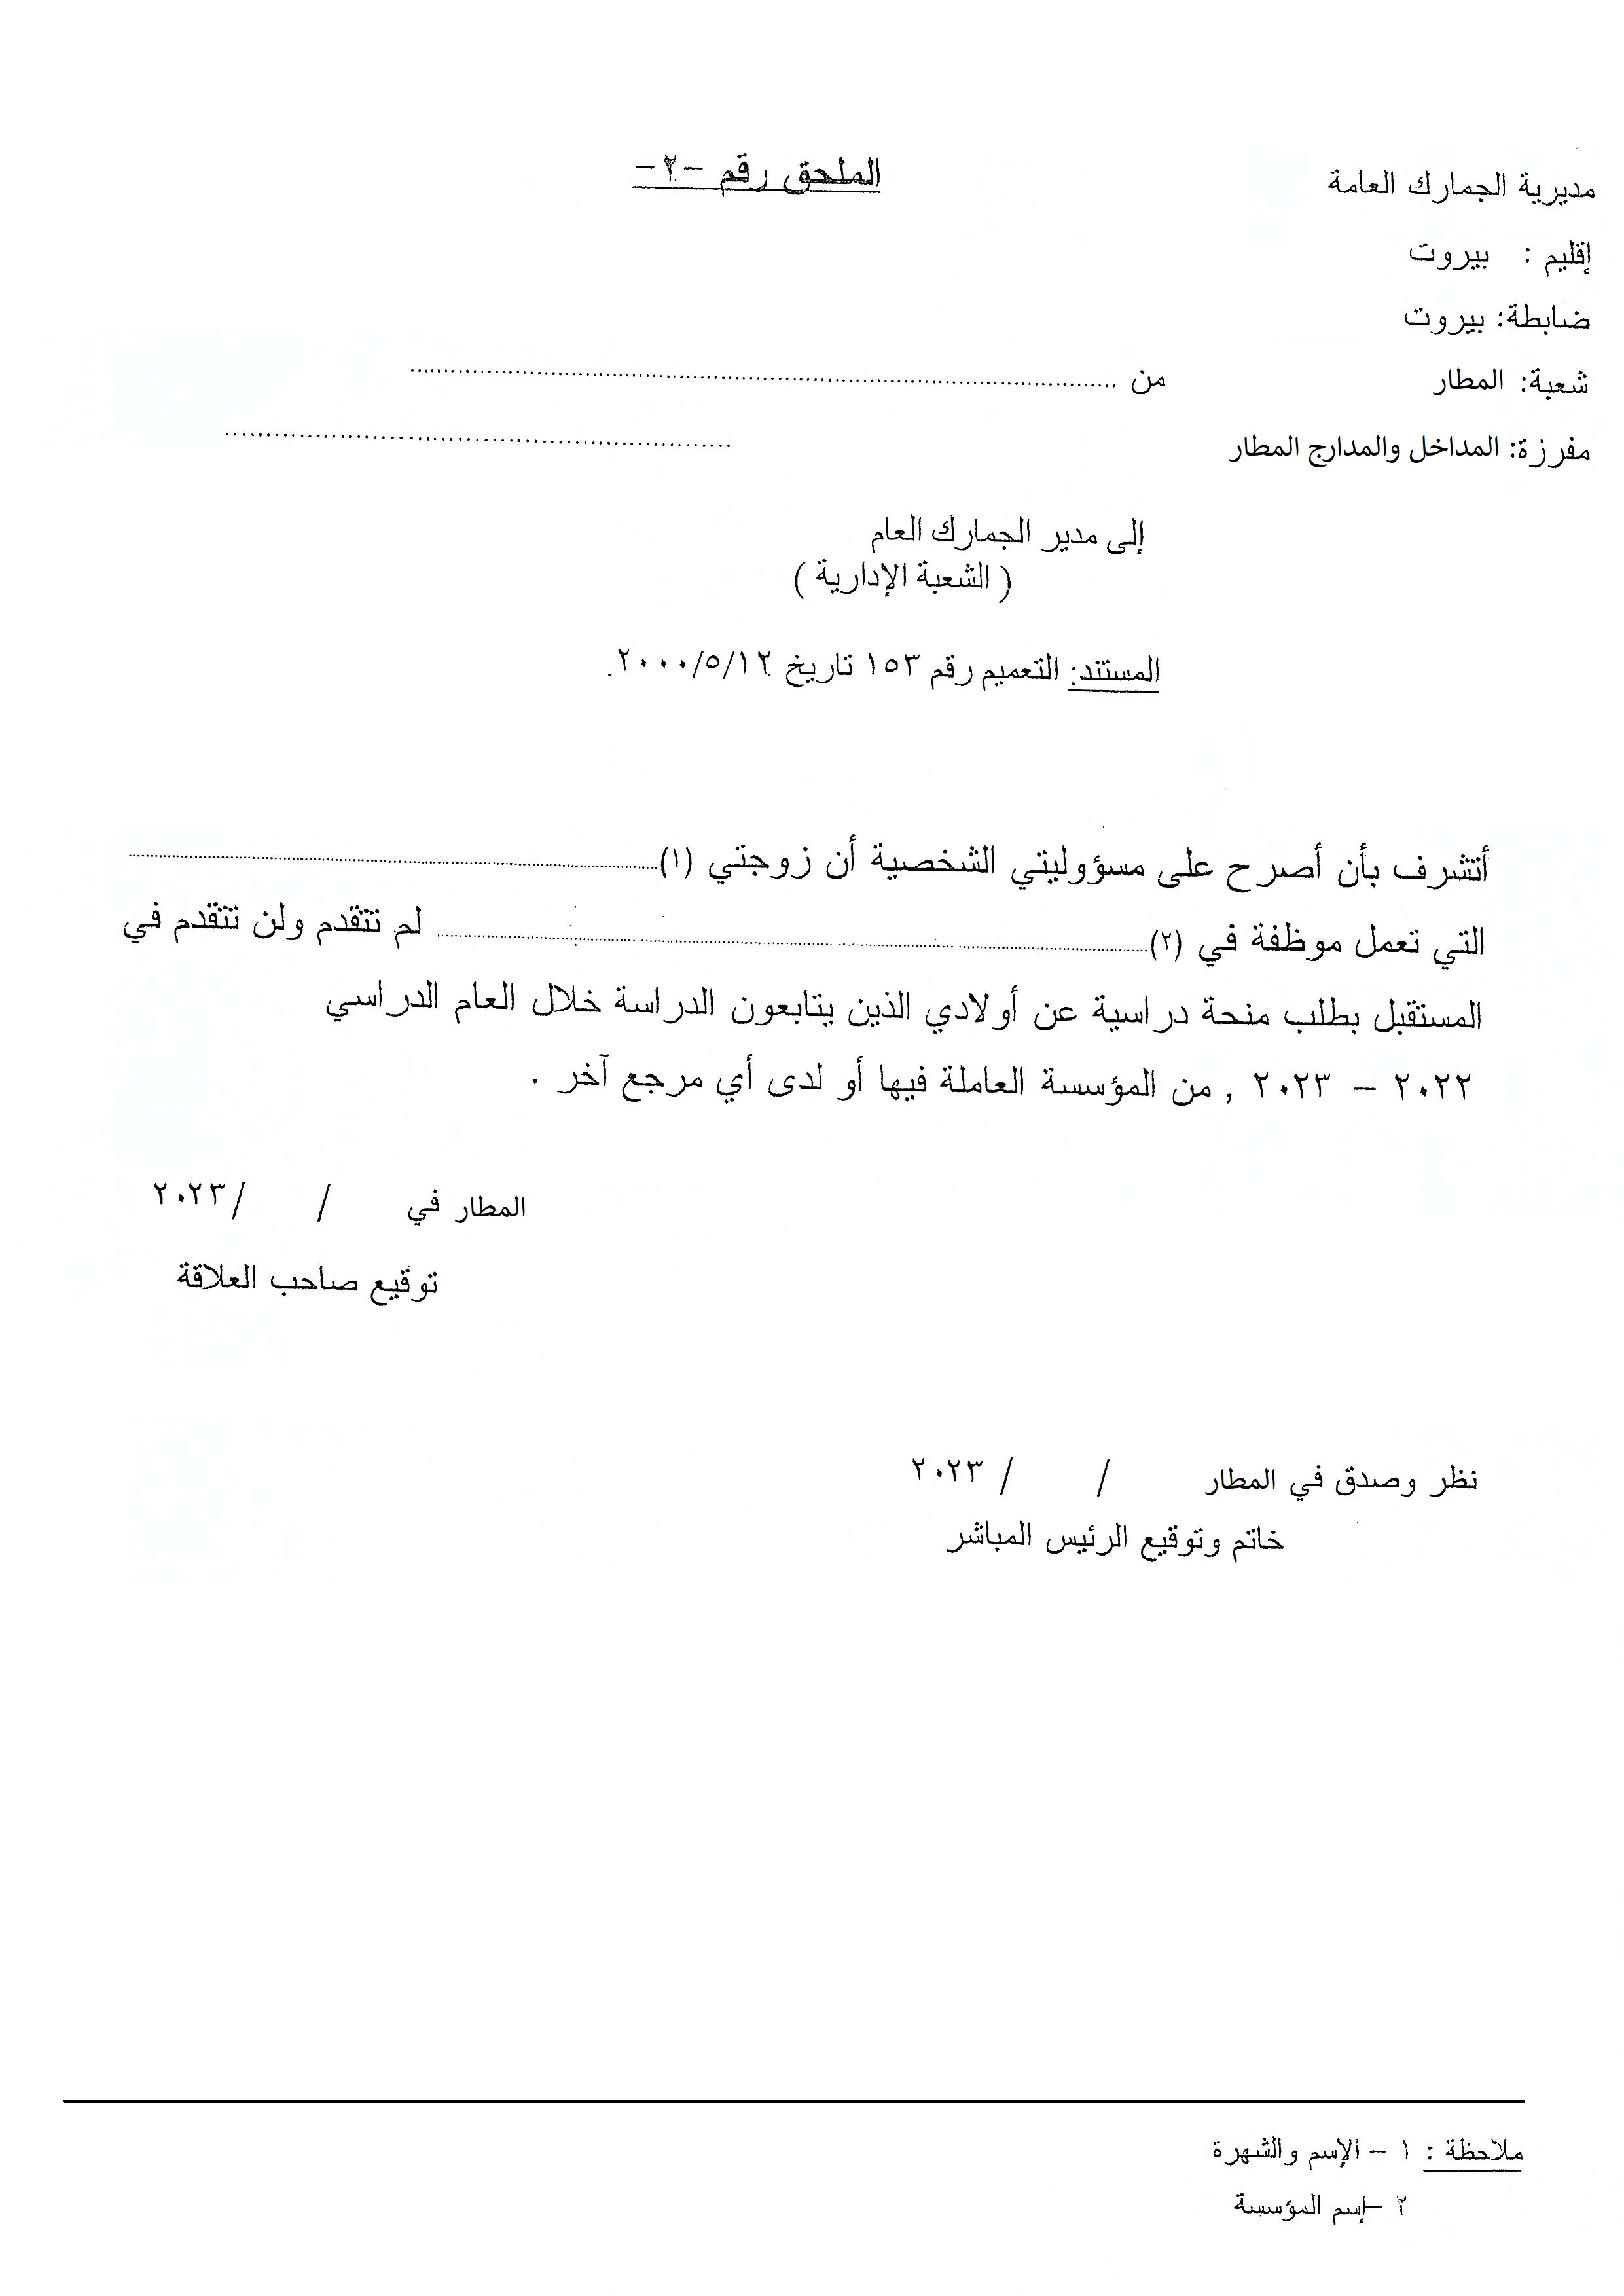 الملحق رقم -٢-
مديرية الجمارك العامة
إقليم : بيروت
ضابطة: بيروت
شعبة: المطار
من ................................................
مفرزة: المداخل والمدارج المطار
................................................
إلى مدير الجمارك العام
( الشعبة الإدارية )
المستند: التعميم رقم ١٥٣ تاريخ ٢٠٠٠/٥/١٢.
أتشرف بأن أصرح على مسؤوليتي الشخصية أن زوجتي (١)................................................
التي تعمل موظفة في (٢)................................................ لم تتقدم ولن تتقدم في
المستقبل بطلب منحة دراسية عن أولادي الذين يتابعون الدراسة خلال العام الدراسي
٢٠٢٢ – ٢٠٢٣ , من المؤسسة العاملة فيها أو لدى أي مرجع آخر .
المطار في / /٢٠٢٣
توقيع صاحب العلاقة
نظر وصدق في المطار / / ٢٠٢٣
خاتم وتوقيع الرئيس المباشر
ملاحظة : ١ – الإسم والشهرة
٢ –إسم المؤسسة